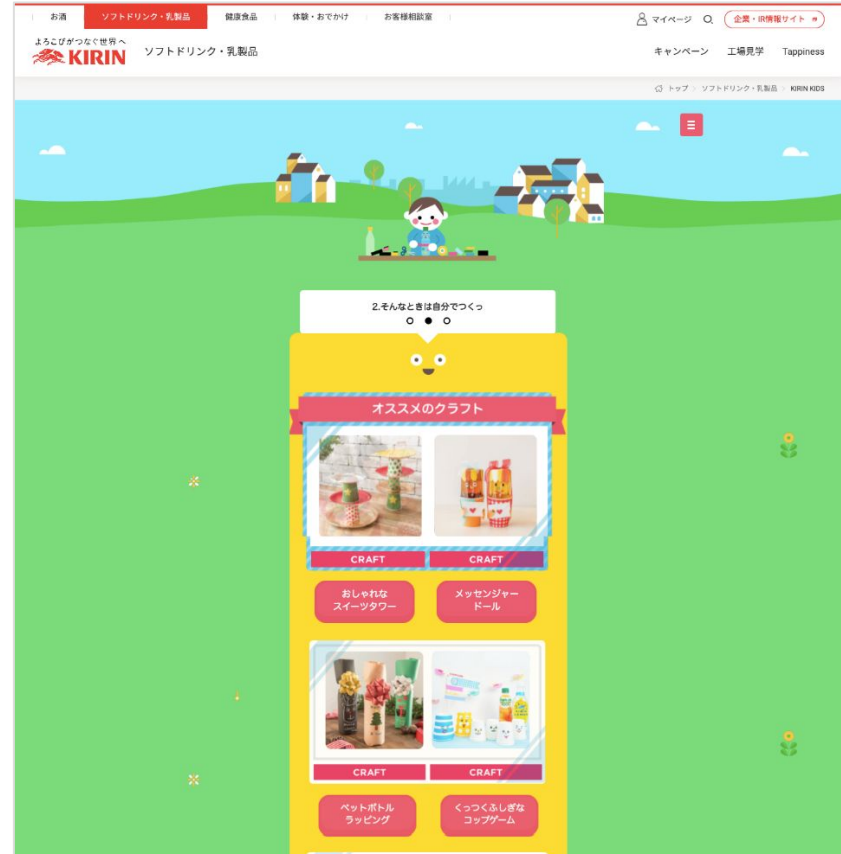 お酒 ソフトドリンク・乳製品 健康食品 体験・おでかけ お客様相談室 マイページ 企業・IR情報サイト
よろこびがつなぐ世界へ
KIRIN ソフトドリンク・乳製品 キャンペーン 工場見学 Tappiness
トップ ソフトドリンク・乳製品 KIRIN KIDS
2.そんなときは自分でつくっ
オススメのクラフト
CRAFT CRAFT
おしゃれな
スイーツタワー
メッセンジャー
ドール
CRAFT CRAFT
ペットボトル
ラッピング
くっつくふしぎな
コップゲーム